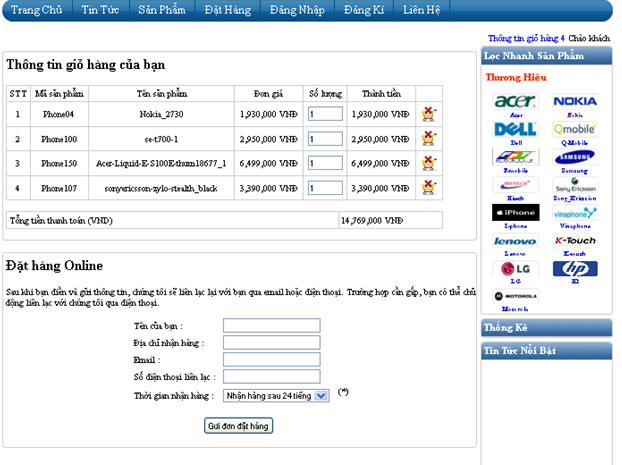 Trang Chủ Tin Tức Sản Phẩm Đặt Hàng Đăng Nhập Đăng Kí Liên Hệ
Thông tin giỏ hàng 4 Chào khách
Thông tin giỏ hàng của bạn
STT Mã sản phẩm Tên sản phẩm Đơn giá Số lượng Thành tiền
1 Phone04 Nokia_2730 1,930,000 VNĐ 1 1,930,000 VNĐ
2 Phone100 se-t700-1 2,950,000 VNĐ 1 2,950,000 VNĐ
3 Phone150 Acer-Liquid-E-S100E-thum18677_1 6,499,000 VNĐ 1 6,499,000 VNĐ
4 Phone107 sonyericsson-zylo-stealth_black 3,390,000 VNĐ 1 3,390,000 VNĐ
Tổng tiền thanh toán (VND) 14,769,000 VNĐ
Đặt hàng Online
Sau khi bạn điền và gửi thông tin, chúng tôi sẽ liên lạc lại với bạn qua email hoặc điện thoại. Trường hợp cần gấp, bạn có thể chủ
động liên lạc với chúng tôi qua điện thoại.
Tên của bạn :
Địa chỉ nhận hàng :
Email :
Số điện thoại liên lạc :
Thời gian nhận hàng : Nhận hàng sau 24 tiếng (*)
Gửi đơn đặt hàng
Lọc Nhanh Sản Phẩm
Thương Hiệu
acer NOKIA
Acer Nokia
DELL Qmobile
Dell Q-Mobile
SAMSUNG
F-mobile Samsung
HITECH Sony Ericsson
Hitech Sony_Ericsson
iPhone vinaphone
I-phone Vinaphone
lenovo K-Touch
Lenovo K-touch
LG hp
LG
MOTOROLA
Motorola
Thống Kê
Tin Tức Nổi Bật